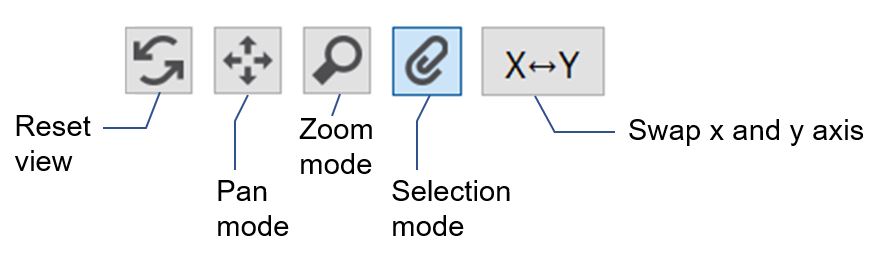 X↔Y
Reset
view
Zoom
mode
Swap x and y axis
Pan
mode
Selection
mode